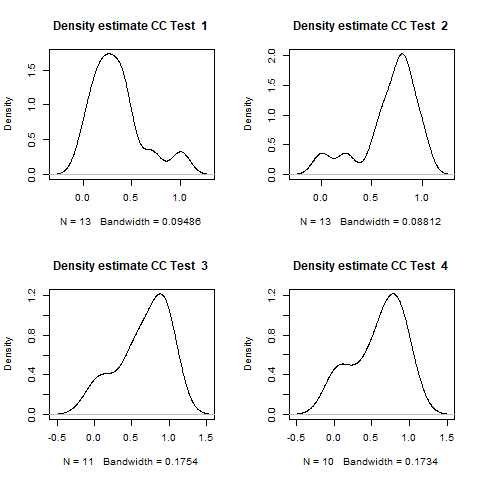 Density estimate CC Test  1
Density
0.0 0.5 1.0 1.5
0.0 0.5 1.0
N = 13   Bandwidth = 0.09486
Density estimate CC Test  2
Density
0.0 0.5 1.0 1.5 2.0
0.0 0.5 1.0
N = 13   Bandwidth = 0.08812
Density estimate CC Test  3
Density
0.0 0.4 0.8 1.2
-0.5 0.0 0.5 1.0 1.5
N = 11   Bandwidth = 0.1754
Density estimate CC Test  4
Density
0.0 0.4 0.8 1.2
-0.5 0.0 0.5 1.0 1.5
N = 10   Bandwidth = 0.1734